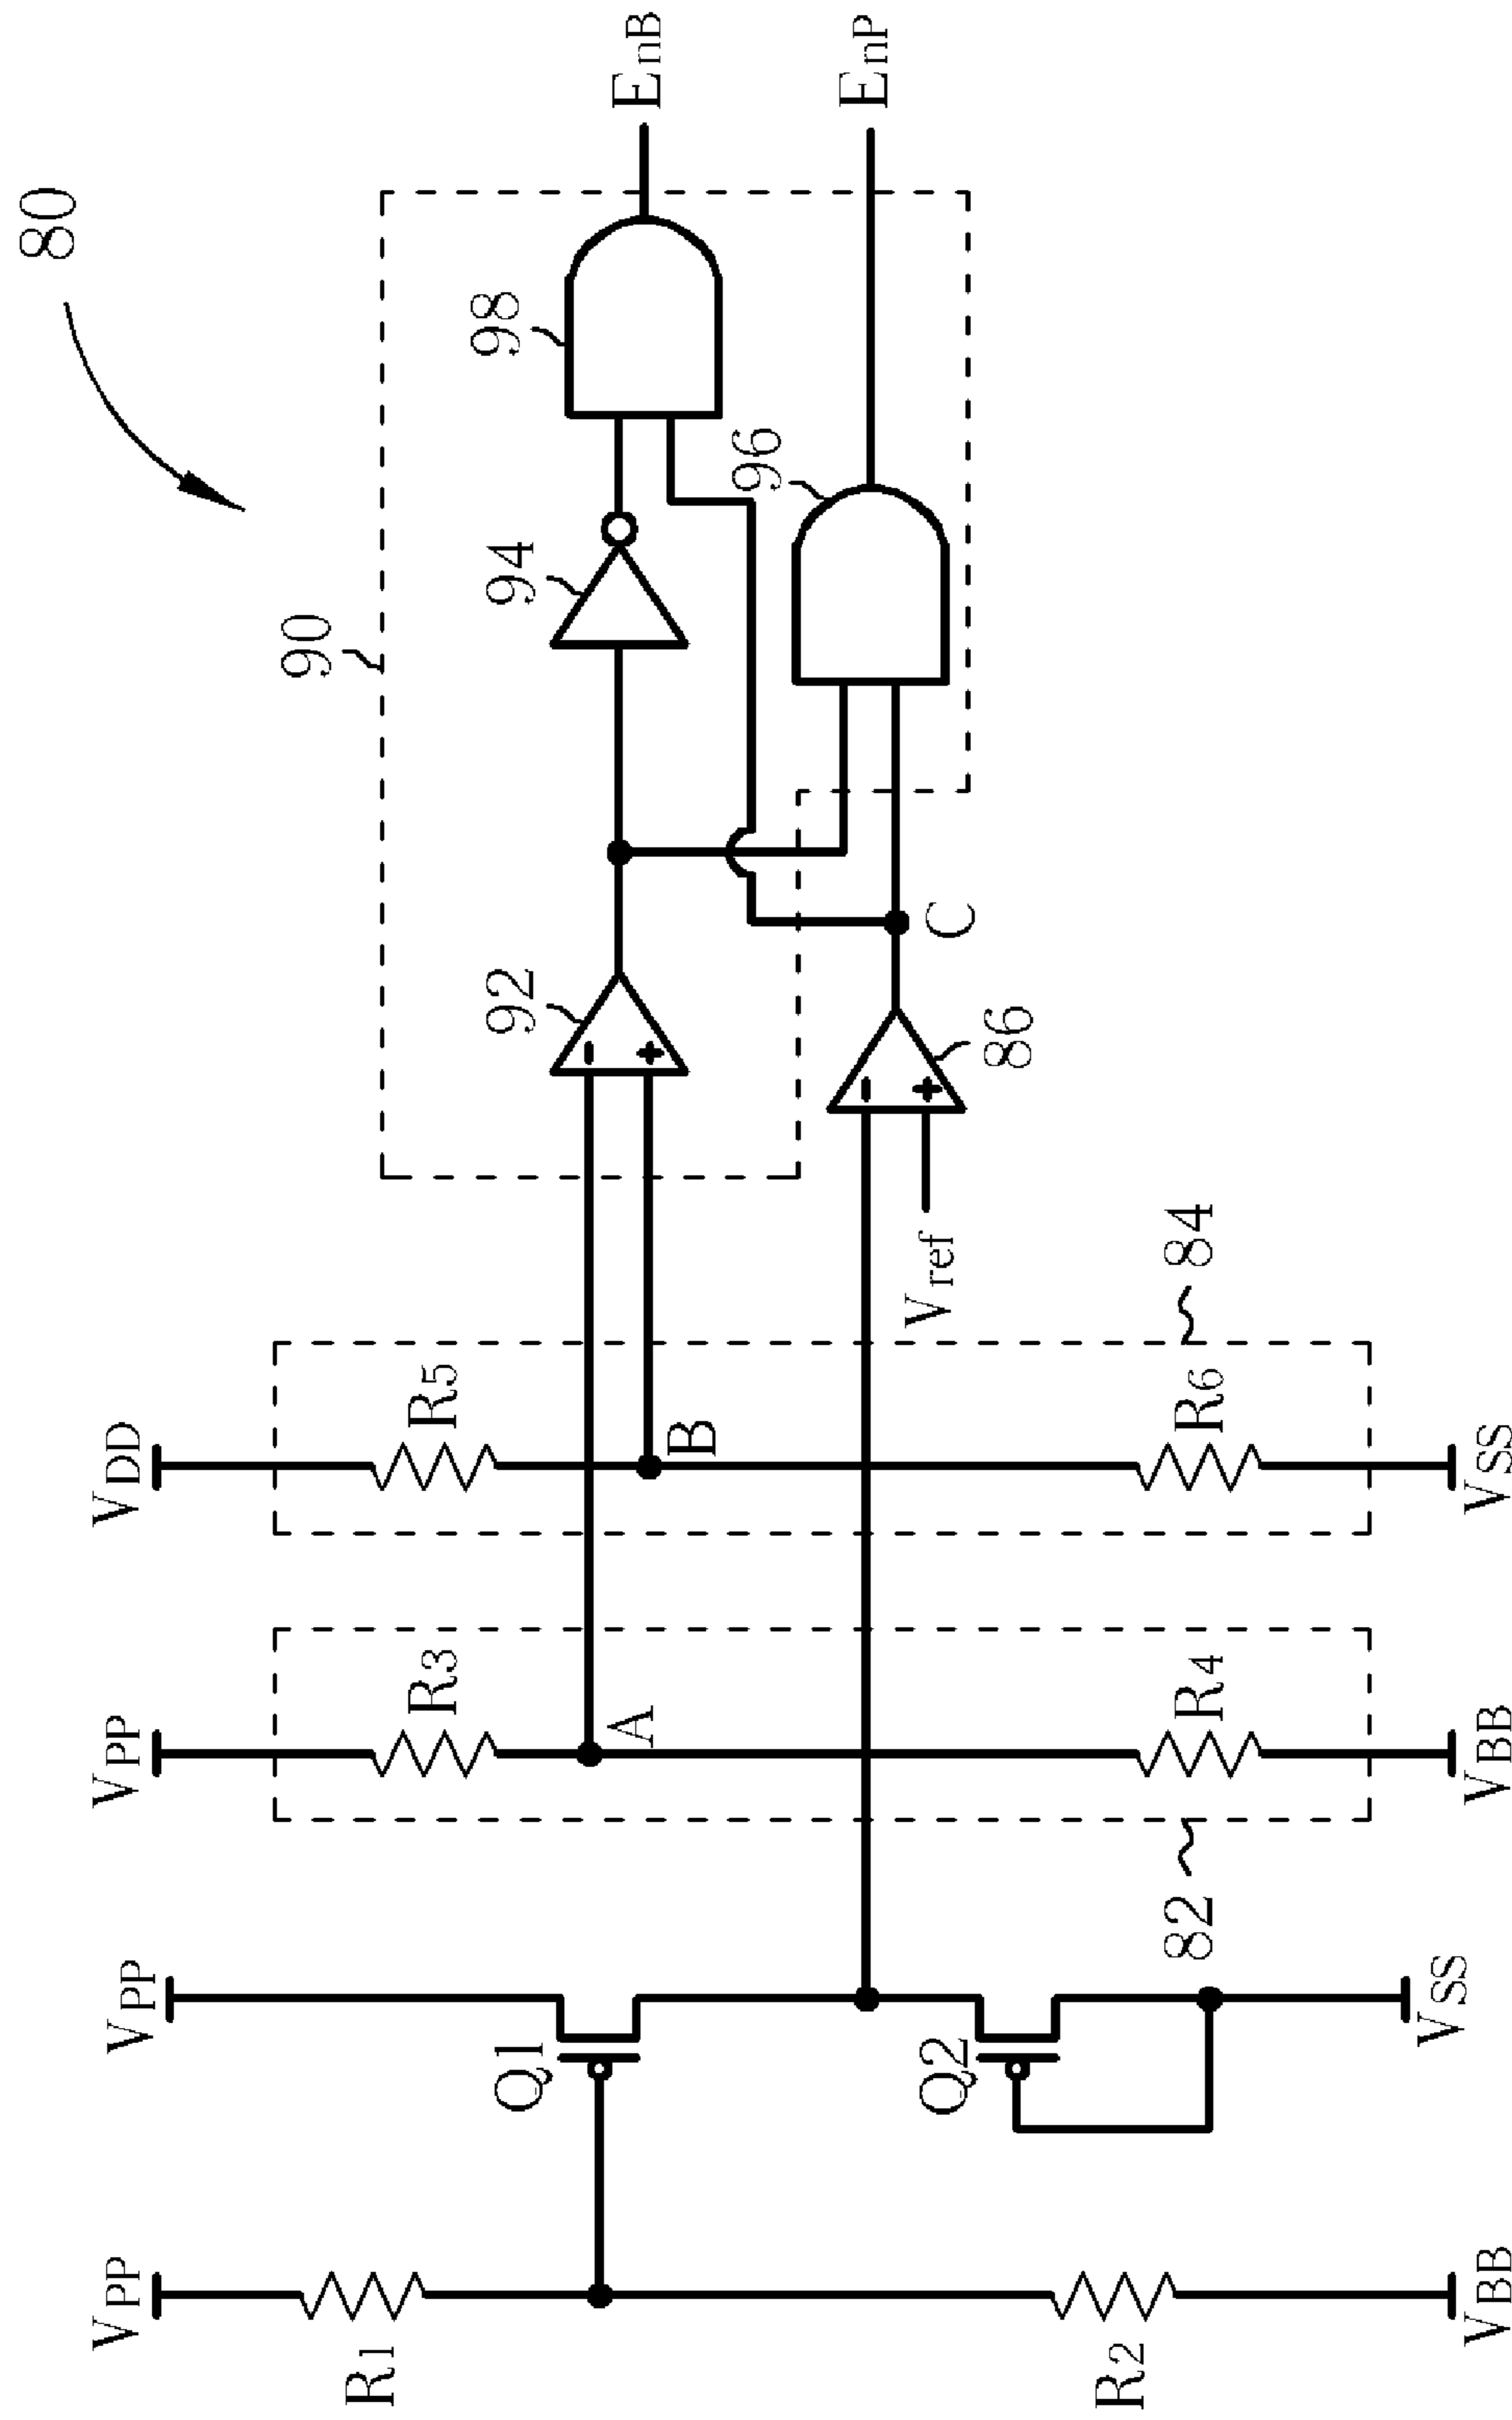 80
90
VPP
VPP
VPP
VDD
R1
Q1
R3
R5
A
B
92
94
98
EnB
96
EnP
C
86
Vref
Q2
R2
R4
R6
82
84
VBB
VSS
VBB
VSS